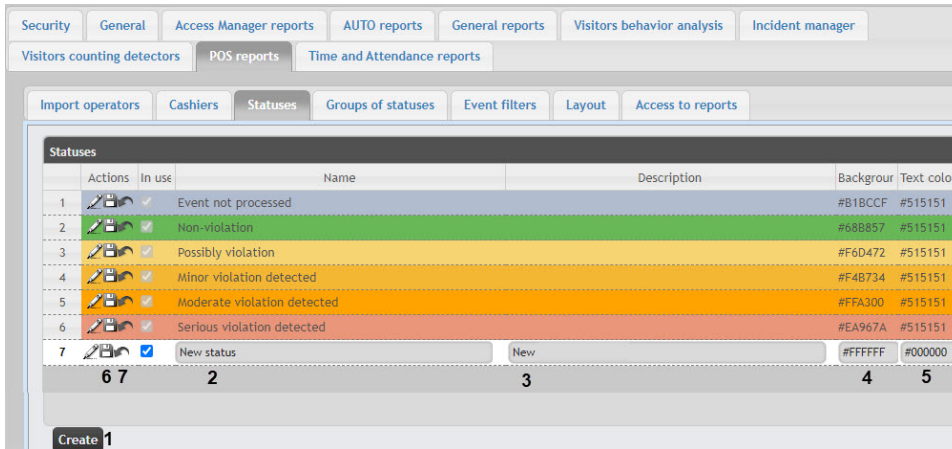 Security General Access Manager reports AUTO reports General reports Visitors behavior analysis Incident manager
Visitors counting detectors POS reports Time and Attendance reports
Import operators Cashiers Statuses Groups of statuses Event filters Layout Access to reports
Statuses
Actions In use Name Description Backgrour Text colo
1 Event not processed #B1BCCF #515151
2 Non-violation #68B857 #515151
3 Possibly violation #F6D472 #515151
4 Minor violation detected #F4B734 #515151
5 Moderate violation detected #FFA300 #515151
6 Serious violation detected #EA967A #515151
7 New status New #FFFFFF #000000
6 7 2 3 4 5
Create 1